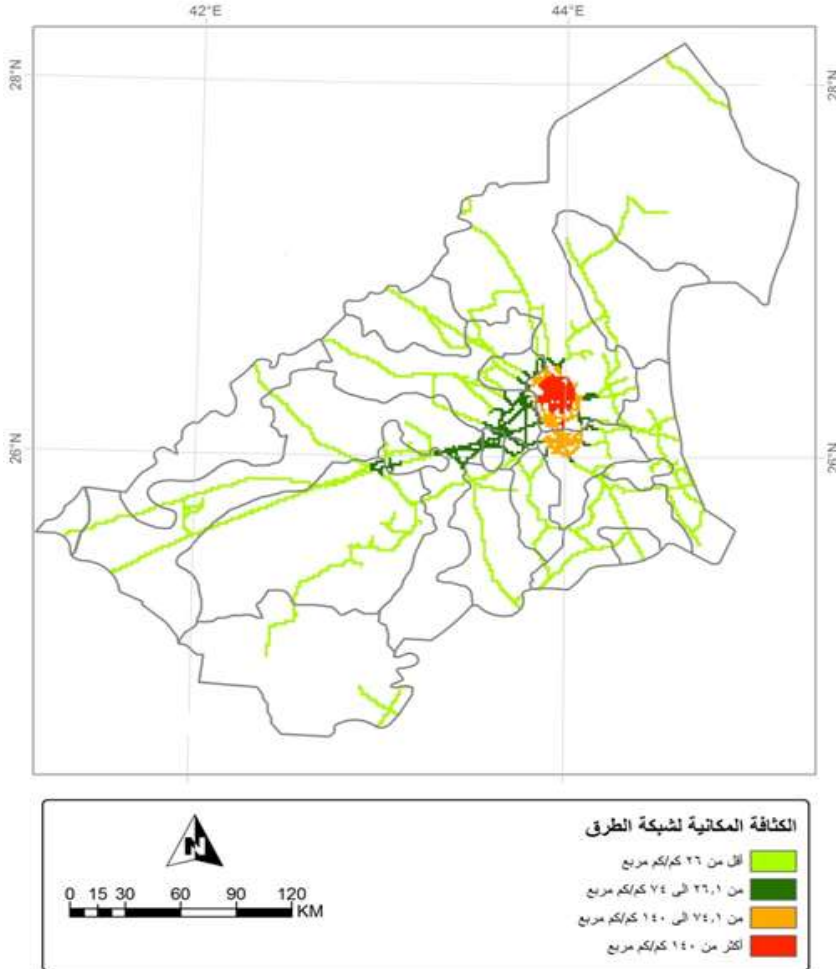 42°E 44°E
28°N 28°N
26°N 26°N
الكثافة المكانية لشبكة الطرق
أقل من ٢٦ كم/كم مربع
من ٢٦,١ الى ٧٤ كم/كم مربع
من ٧٤,١ الى ١٤٠ كم/كم مربع
أكثر من ١٤٠ كم/كم مربع
N
0 15 30 60 90 120
KM